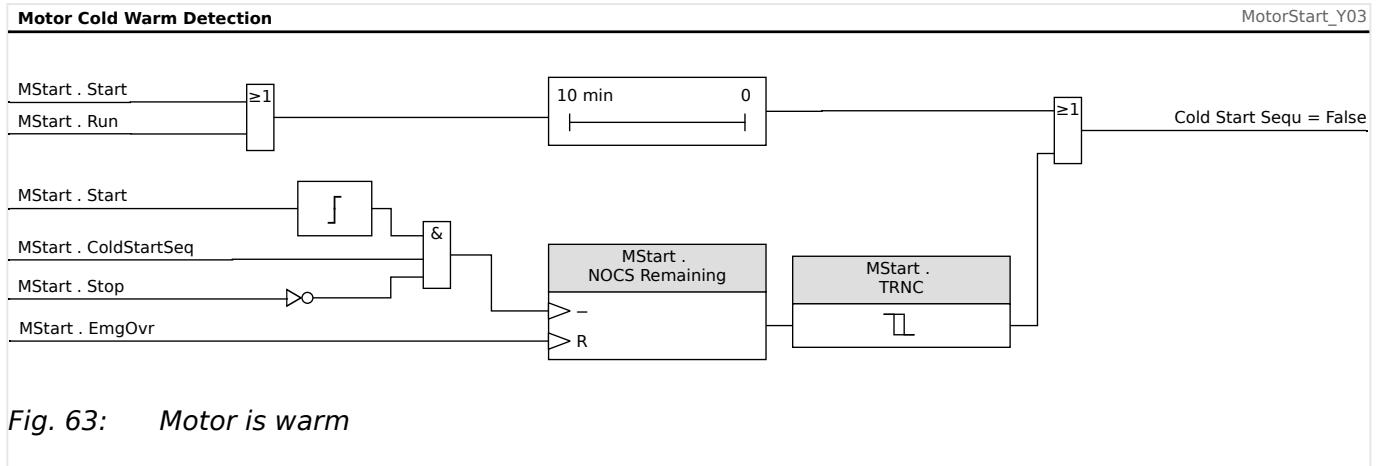 Motor Cold Warm Detection
MotorStart_Y03
MStart . Start
≥1
10 min 0
≥1
MStart . Run
Cold Start Sequ = False
MStart . Start
MStart . ColdStartSeq
&
MStart .
NOCS Remaining
MStart .
TRNC
MStart . Stop
–
MStart . EmgOvr
R
Fig. 63: Motor is warm